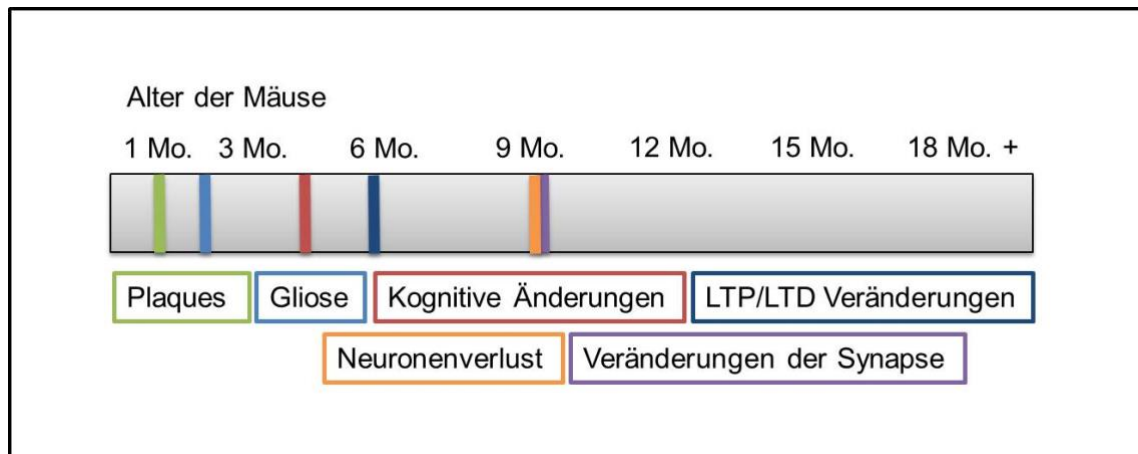 Alter der Mäuse
1 Mo. 3 Mo. 6 Mo. 9 Mo. 12 Mo. 15 Mo. 18 Mo. +
Plaques Gliose Kognitive Änderungen LTP/LTD Veränderungen
Neuronenverlust Veränderungen der Synapse